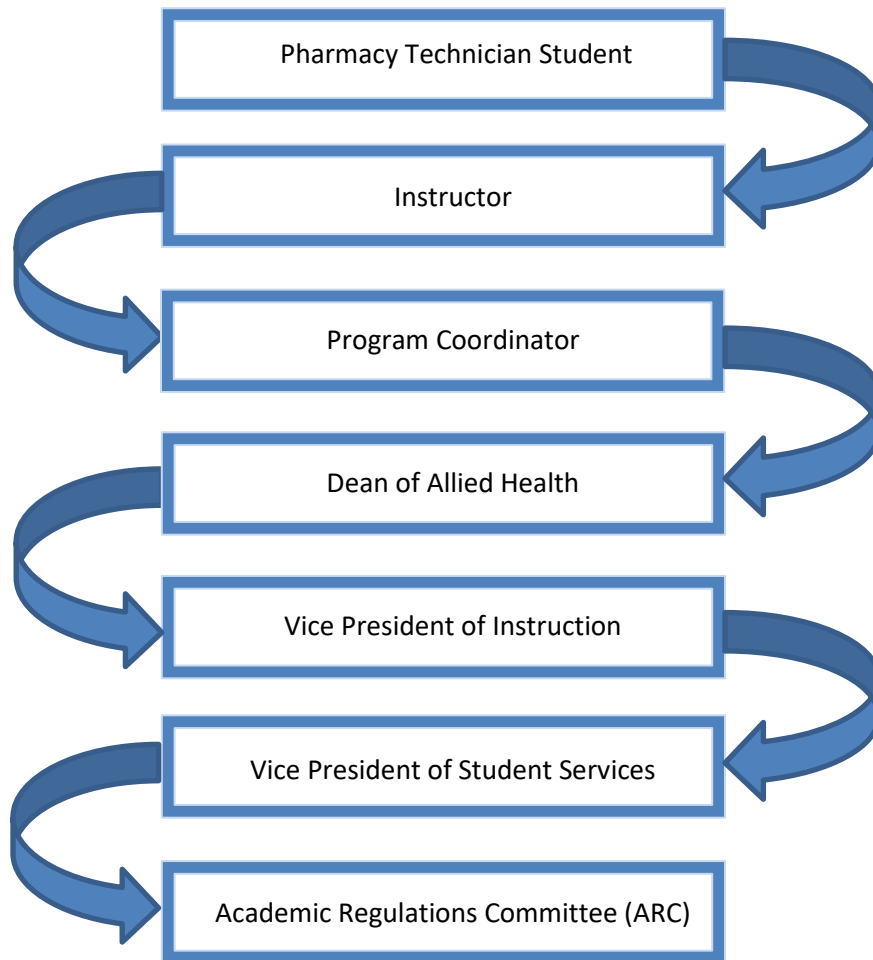 Pharmacy Technician Student
Instructor
Program Coordinator
Dean of Allied Health
Vice President of Instruction
Vice President of Student Services
Academic Regulations Committee (ARC)